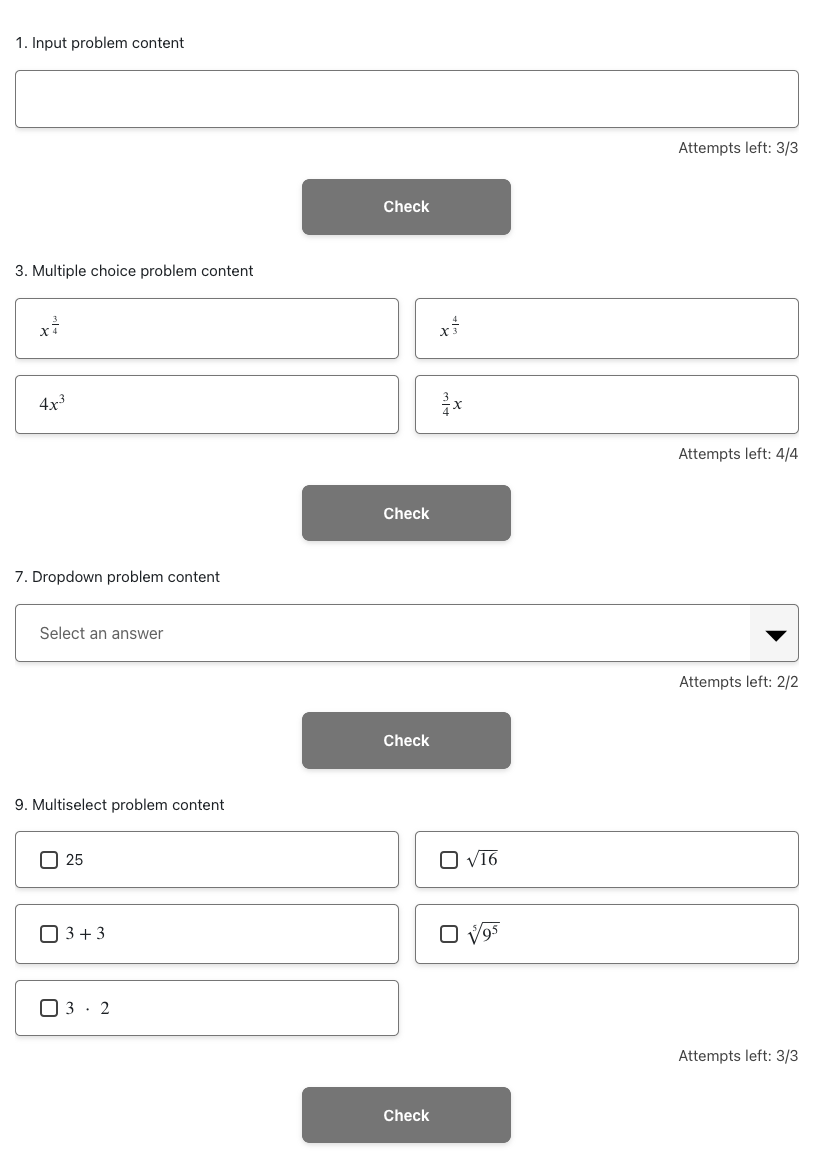 1. Input problem content
Attempts left: 3/3
Check
3. Multiple choice problem content
x^{\frac{3}{4}}
x^{\frac{4}{3}}
4x^3
\frac{3}{4}x
Attempts left: 4/4
Check
7. Dropdown problem content
Select an answer
Attempts left: 2/2
Check
9. Multiselect problem content
25
\sqrt{16}
3 + 3
\sqrt[5]{9^5}
3 · 2
Attempts left: 3/3
Check